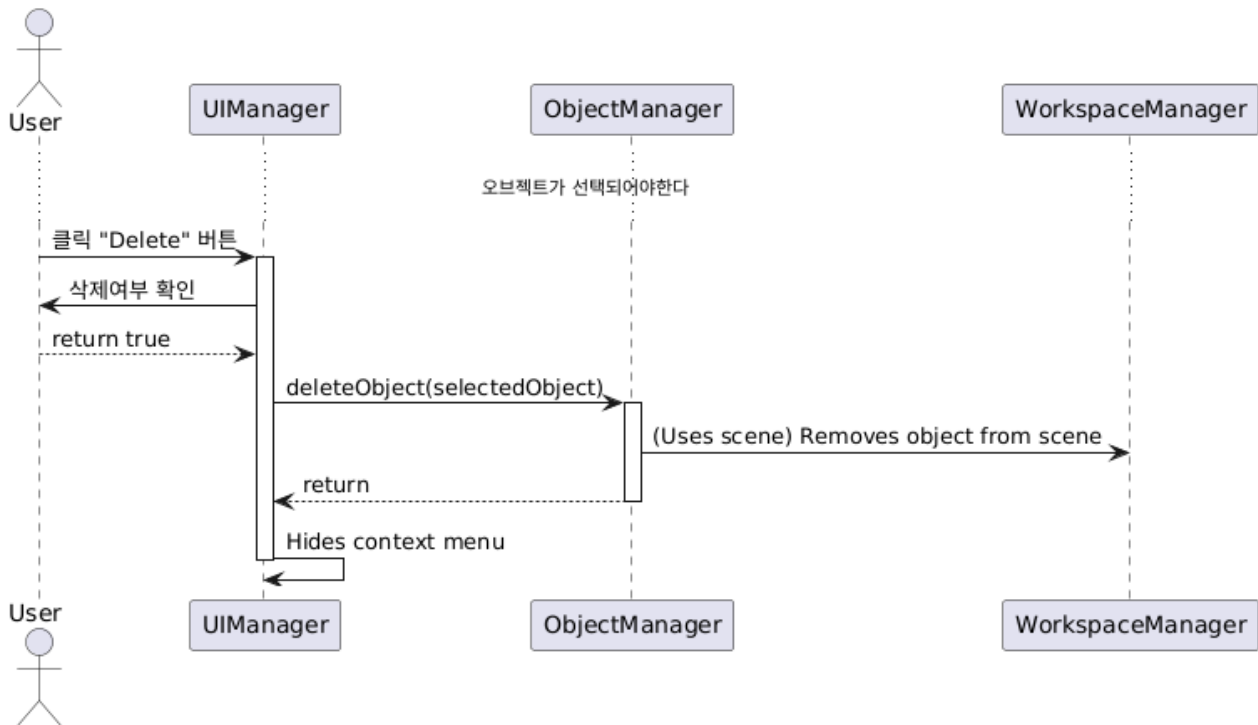 User
UIManager
ObjectManager
WorkspaceManager
오브젝트가 선택되어야한다
클릭 "Delete" 버튼
삭제여부 확인
return true
deleteObject(selectedObject)
(Uses scene) Removes object from scene
return
Hides context menu
User
UIManager
ObjectManager
WorkspaceManager